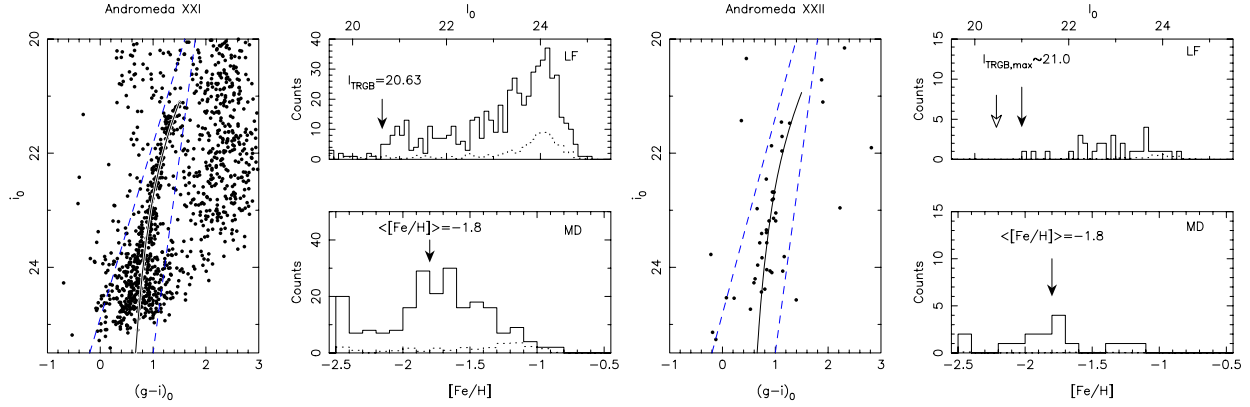 Andromeda XXI
20
22
24
i₀
−1
0
1
2
3
(g−i)₀
I₀
20
22
24
LF
I_TRGB=20.63
Counts
0
10
20
30
40
<[Fe/H]>=−1.8
MD
Counts
0
20
40
−2.5
−2
−1.5
−1
−0.5
[Fe/H]
Andromeda XXII
20
22
24
i₀
−1
0
1
2
3
(g−i)₀
I₀
20
22
24
LF
I_TRGB,max~21.0
Counts
0
5
10
15
<[Fe/H]>=−1.8
MD
Counts
0
5
10
15
−2.5
−2
−1.5
−1
−0.5
[Fe/H]